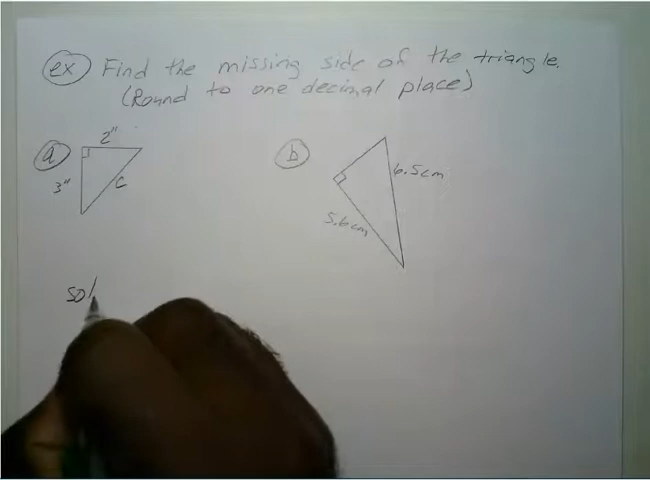 ex Find the missing side of the triangle.
(Round to one decimal place)
a 2"
3" c
b 6.5cm
5.6cm
sol